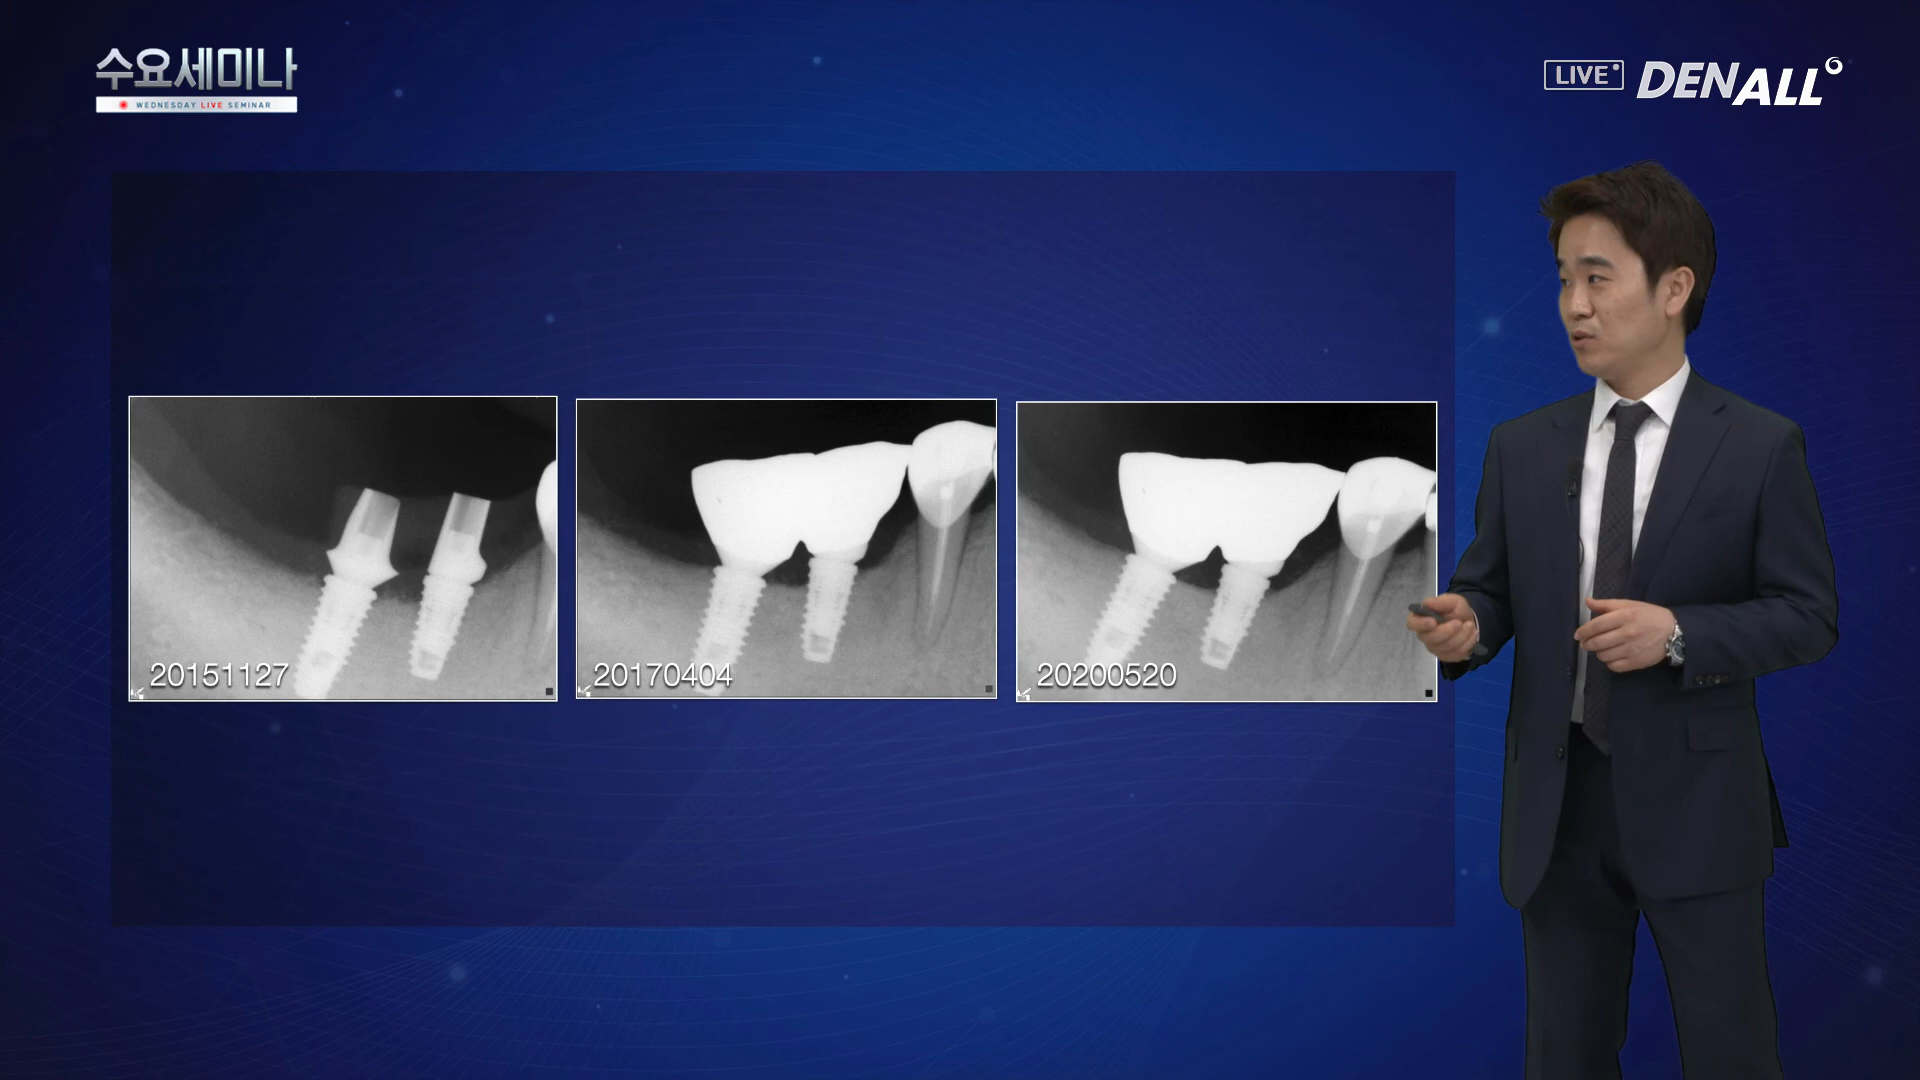 수요세미나
WEDNESDAY LIVE SEMINAR
LIVE
DENALL
20151127
20170404
20200520